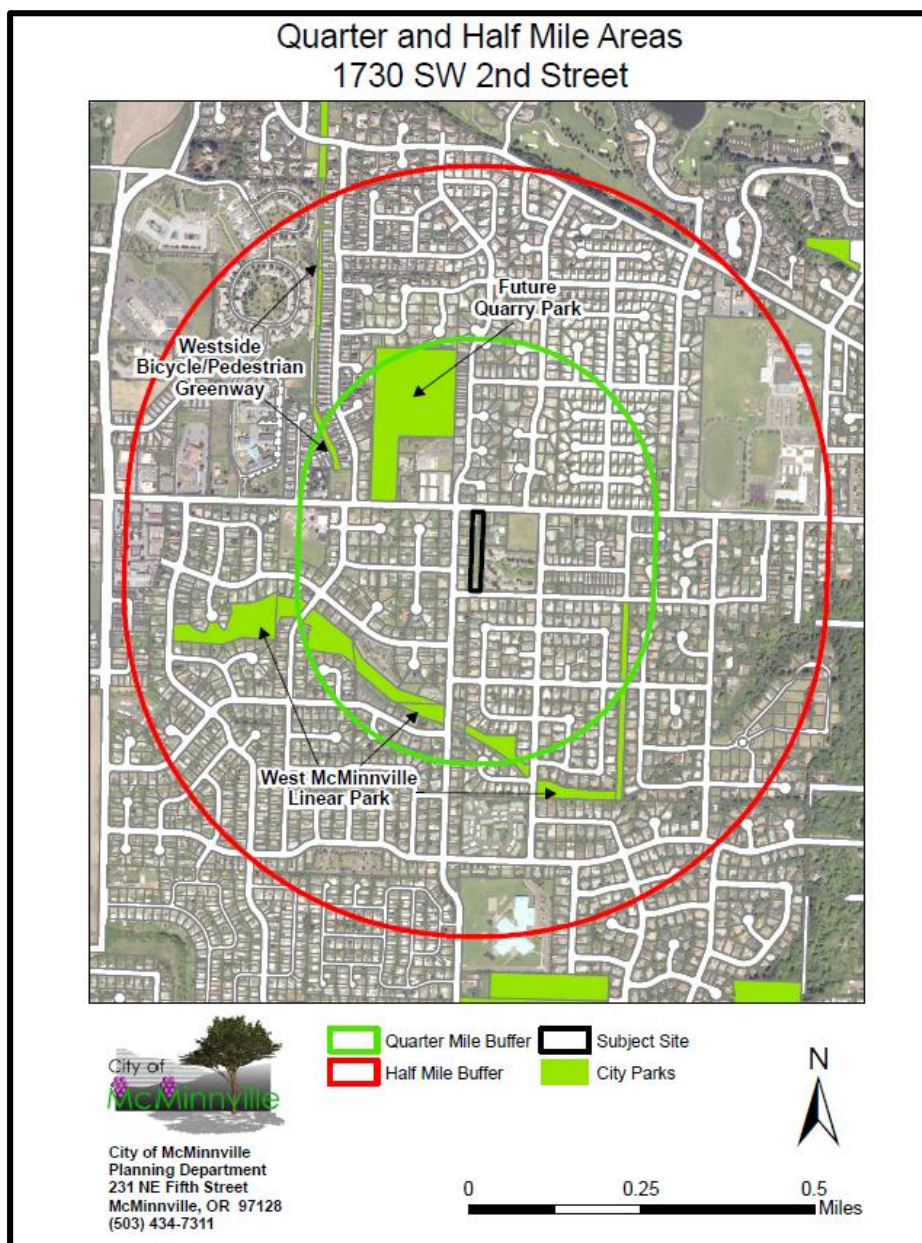 Quarter and Half Mile Areas
1730 SW 2nd Street
Future
Quarry Park
Westside
Bicycle/Pedestrian
Greenway
West McMinnville
Linear Park
City of
McMinnville
Quarter Mile Buffer
Subject Site
Half Mile Buffer
City Parks
N
City of McMinnville
Planning Department
231 NE Fifth Street
McMinnville, OR 97128
(503) 434-7311
0
0.25
0.5
Miles